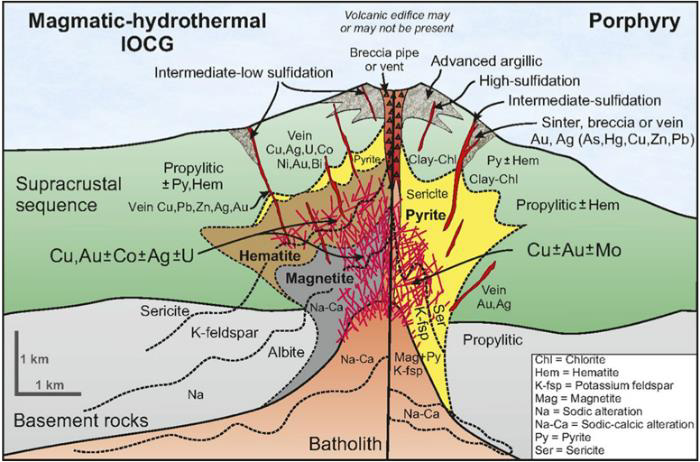 Magmatic-hydrothermal
IOCG
Volcanic edifice may
or may not be present
Porphyry
Breccia pipe
or vent
Advanced argillic
Intermediate-low sulfidation
High-sulfidation
Intermediate-sulfidation
Sinter, breccia or vein
Au, Ag (As,Hg,Cu,Zn,Pb)
Vein
Cu,Ag,U,Co
Ni,Au,Bi
Pyrite
Clay-Chl
Py±Hem
Clay-Chl
Propylitic
±Py,Hem
Supracrustal
sequence
Vein Cu,Pb,Zn,Ag,Au
Sericite
Pyrite
Propylitic±Hem
Cu,Au±Co±Ag±U
Hematite
Magnetite
Cu±Au±Mo
Vein
Au,Ag
Na-Ca
Sericite
K-feldspar
Albite
K-fsp
Ser
Propylitic
1 km
1 km
Na
Na-Ca
Mag+Py
K-fsp
Na-Ca
Basement rocks
Batholith
Chl = Chlorite
Hem = Hematite
K-fsp = Potassium feldspar
Mag = Magnetite
Na = Sodic alteration
Na-Ca = Sodic-calcic alteration
Py = Pyrite
Ser = Sericite